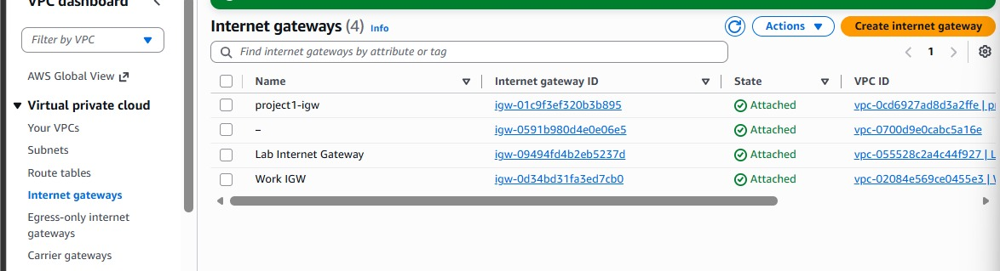 VPC dashboard
Filter by VPC
AWS Global View
Virtual private cloud
Your VPCs
Subnets
Route tables
Internet gateways
Egress-only internet
gateways
Carrier gateways
Internet gateways (4) Info
Actions
Create internet gateway
Find internet gateways by attribute or tag
1
Name Internet gateway ID State VPC ID
project1-igw igw-01c9f3ef320b3b895 Attached vpc-0cd6927ad8d3a2ffe | p
– igw-0591b980d4e0e06e5 Attached vpc-0700d9e0cabc5a16e
Lab Internet Gateway igw-09494fd4b2eb5237d Attached vpc-055528c2a4c44f927 | L
Work IGW igw-0d34bd31fa3ed7cb0 Attached vpc-02084e569ce0455e3 |